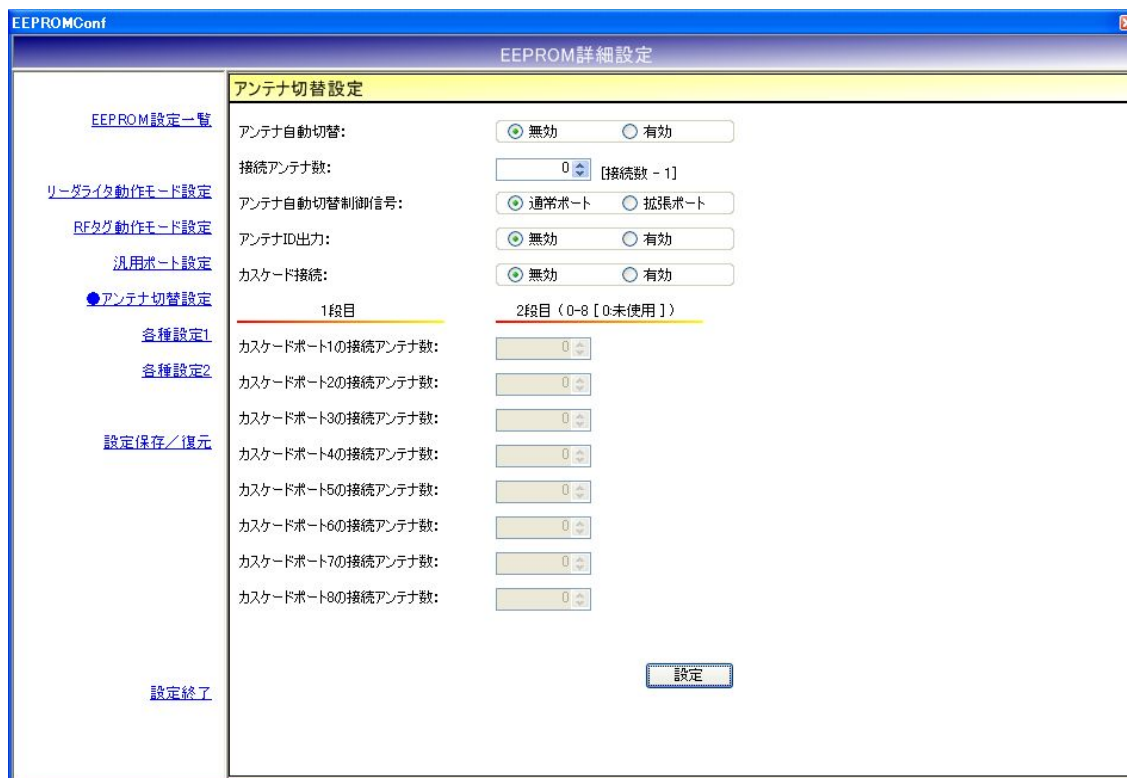 EEPROMConf
EEPROM詳細設定
EEPROM設定一覧
リーダライタ動作モード設定
RFタグ動作モード設定
汎用ポート設定
●アンテナ切替設定
各種設定1
各種設定2
設定保存／復元
設定終了
アンテナ切替設定
アンテナ自動切替: 無効 有効
接続アンテナ数: 0 [接続数 - 1]
アンテナ自動切替制御信号: 通常ポート 拡張ポート
アンテナID出力: 無効 有効
カスケード接続: 無効 有効
1段目 2段目（0-8 [ 0:未使用 ]）
カスケードポート1の接続アンテナ数: 0
カスケードポート2の接続アンテナ数: 0
カスケードポート3の接続アンテナ数: 0
カスケードポート4の接続アンテナ数: 0
カスケードポート5の接続アンテナ数: 0
カスケードポート6の接続アンテナ数: 0
カスケードポート7の接続アンテナ数: 0
カスケードポート8の接続アンテナ数: 0
設定